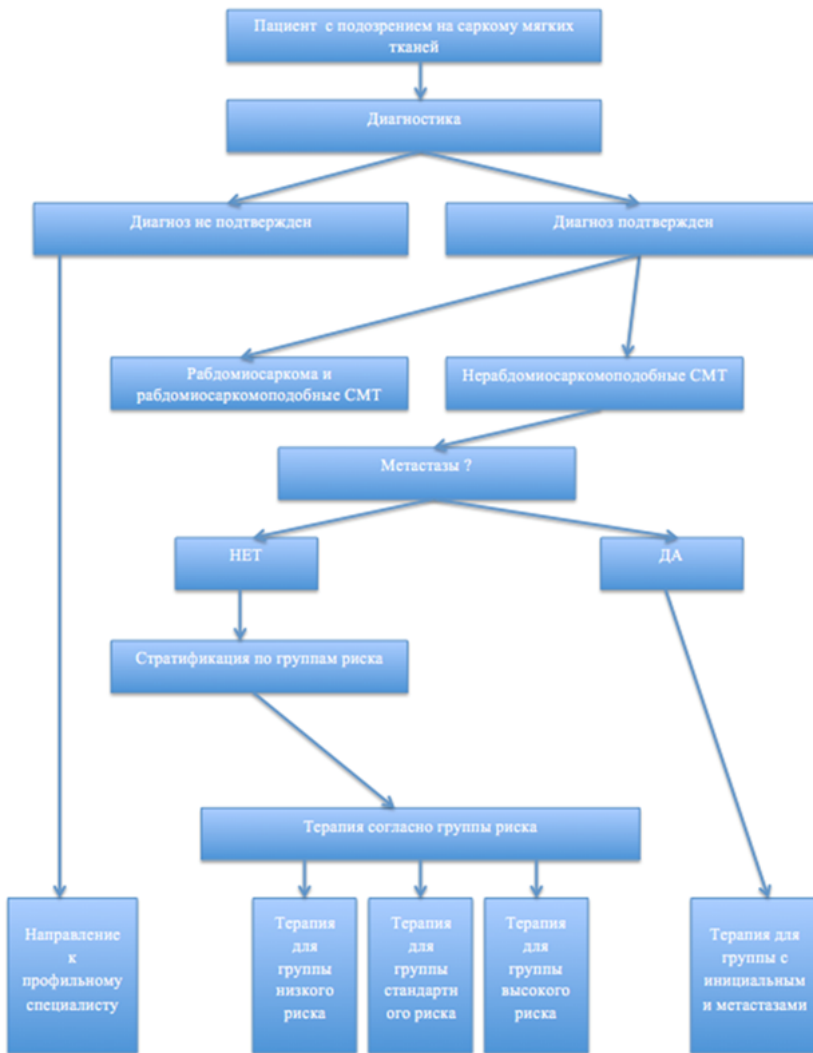 Пациент с подозрением на саркому мягких
тканей
Диагностика
Диагноз не подтвержден
Диагноз подтвержден
Рабдомиосаркома и
рабдомиосаркомоподобные СМТ
Нерабдомиосаркомоподобные СМТ
Метастазы ?
НЕТ
ДА
Стратификация по группам риска
Терапия согласно группы риска
Направление
к
профильному
специалисту
Терапия
для
группы
низкого
риска
Терапия
для
группы
стандартн
ого риска
Терапия
для
группы
высокого
риска
Терапия для
группы с
инициальным
и метастазами